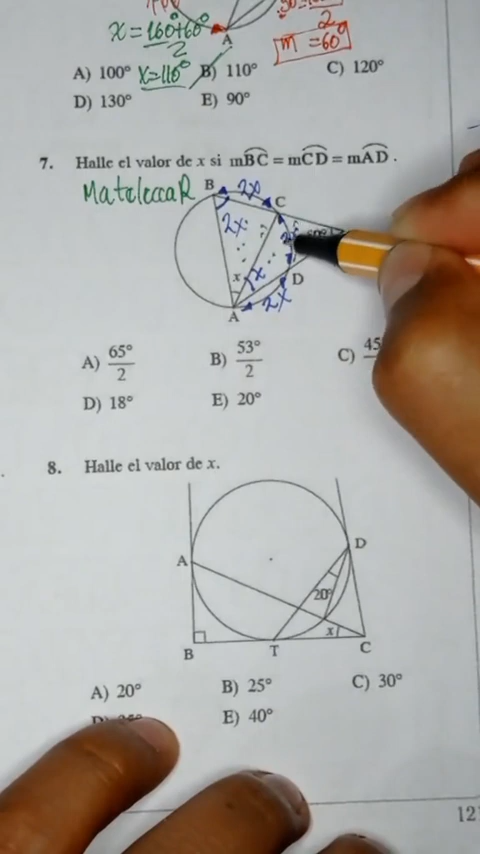 2
x = 160°+60°
2
m = 60°
A
A) 100° x=110° B) 110° C) 120°
D) 130° E) 90°
7. Halle el valor de x si mBC = mCD = mAD .
MateleccaR B 2x C
2x
x x D
A 2x
A) 65°/2 B) 53°/2 C) 45
D) 18° E) 20°
8. Halle el valor de x.
A D
20°
x
B T C
A) 20° B) 25° C) 30°
E) 40°
12